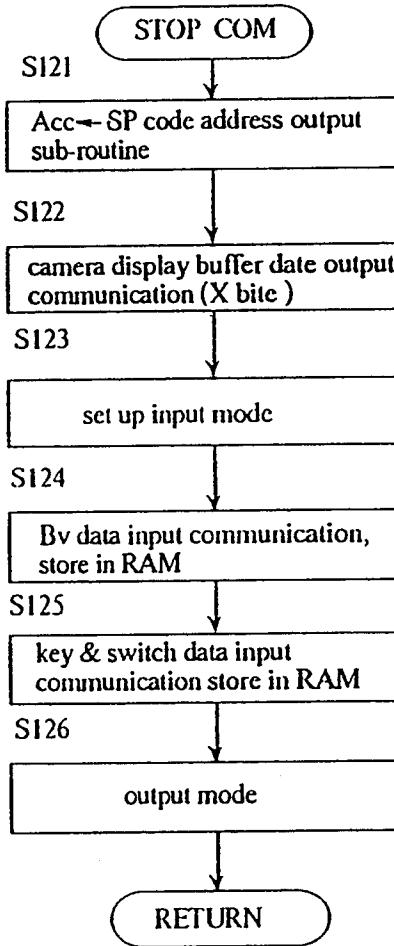 STOP COM
S121
Acc←SP code address output
sub-routine
S122
camera display buffer date output
communication (X bite )
S123
set up input mode
S124
Bv data input communication,
store in RAM
S125
key & switch data input
communication store in RAM
S126
output mode
RETURN